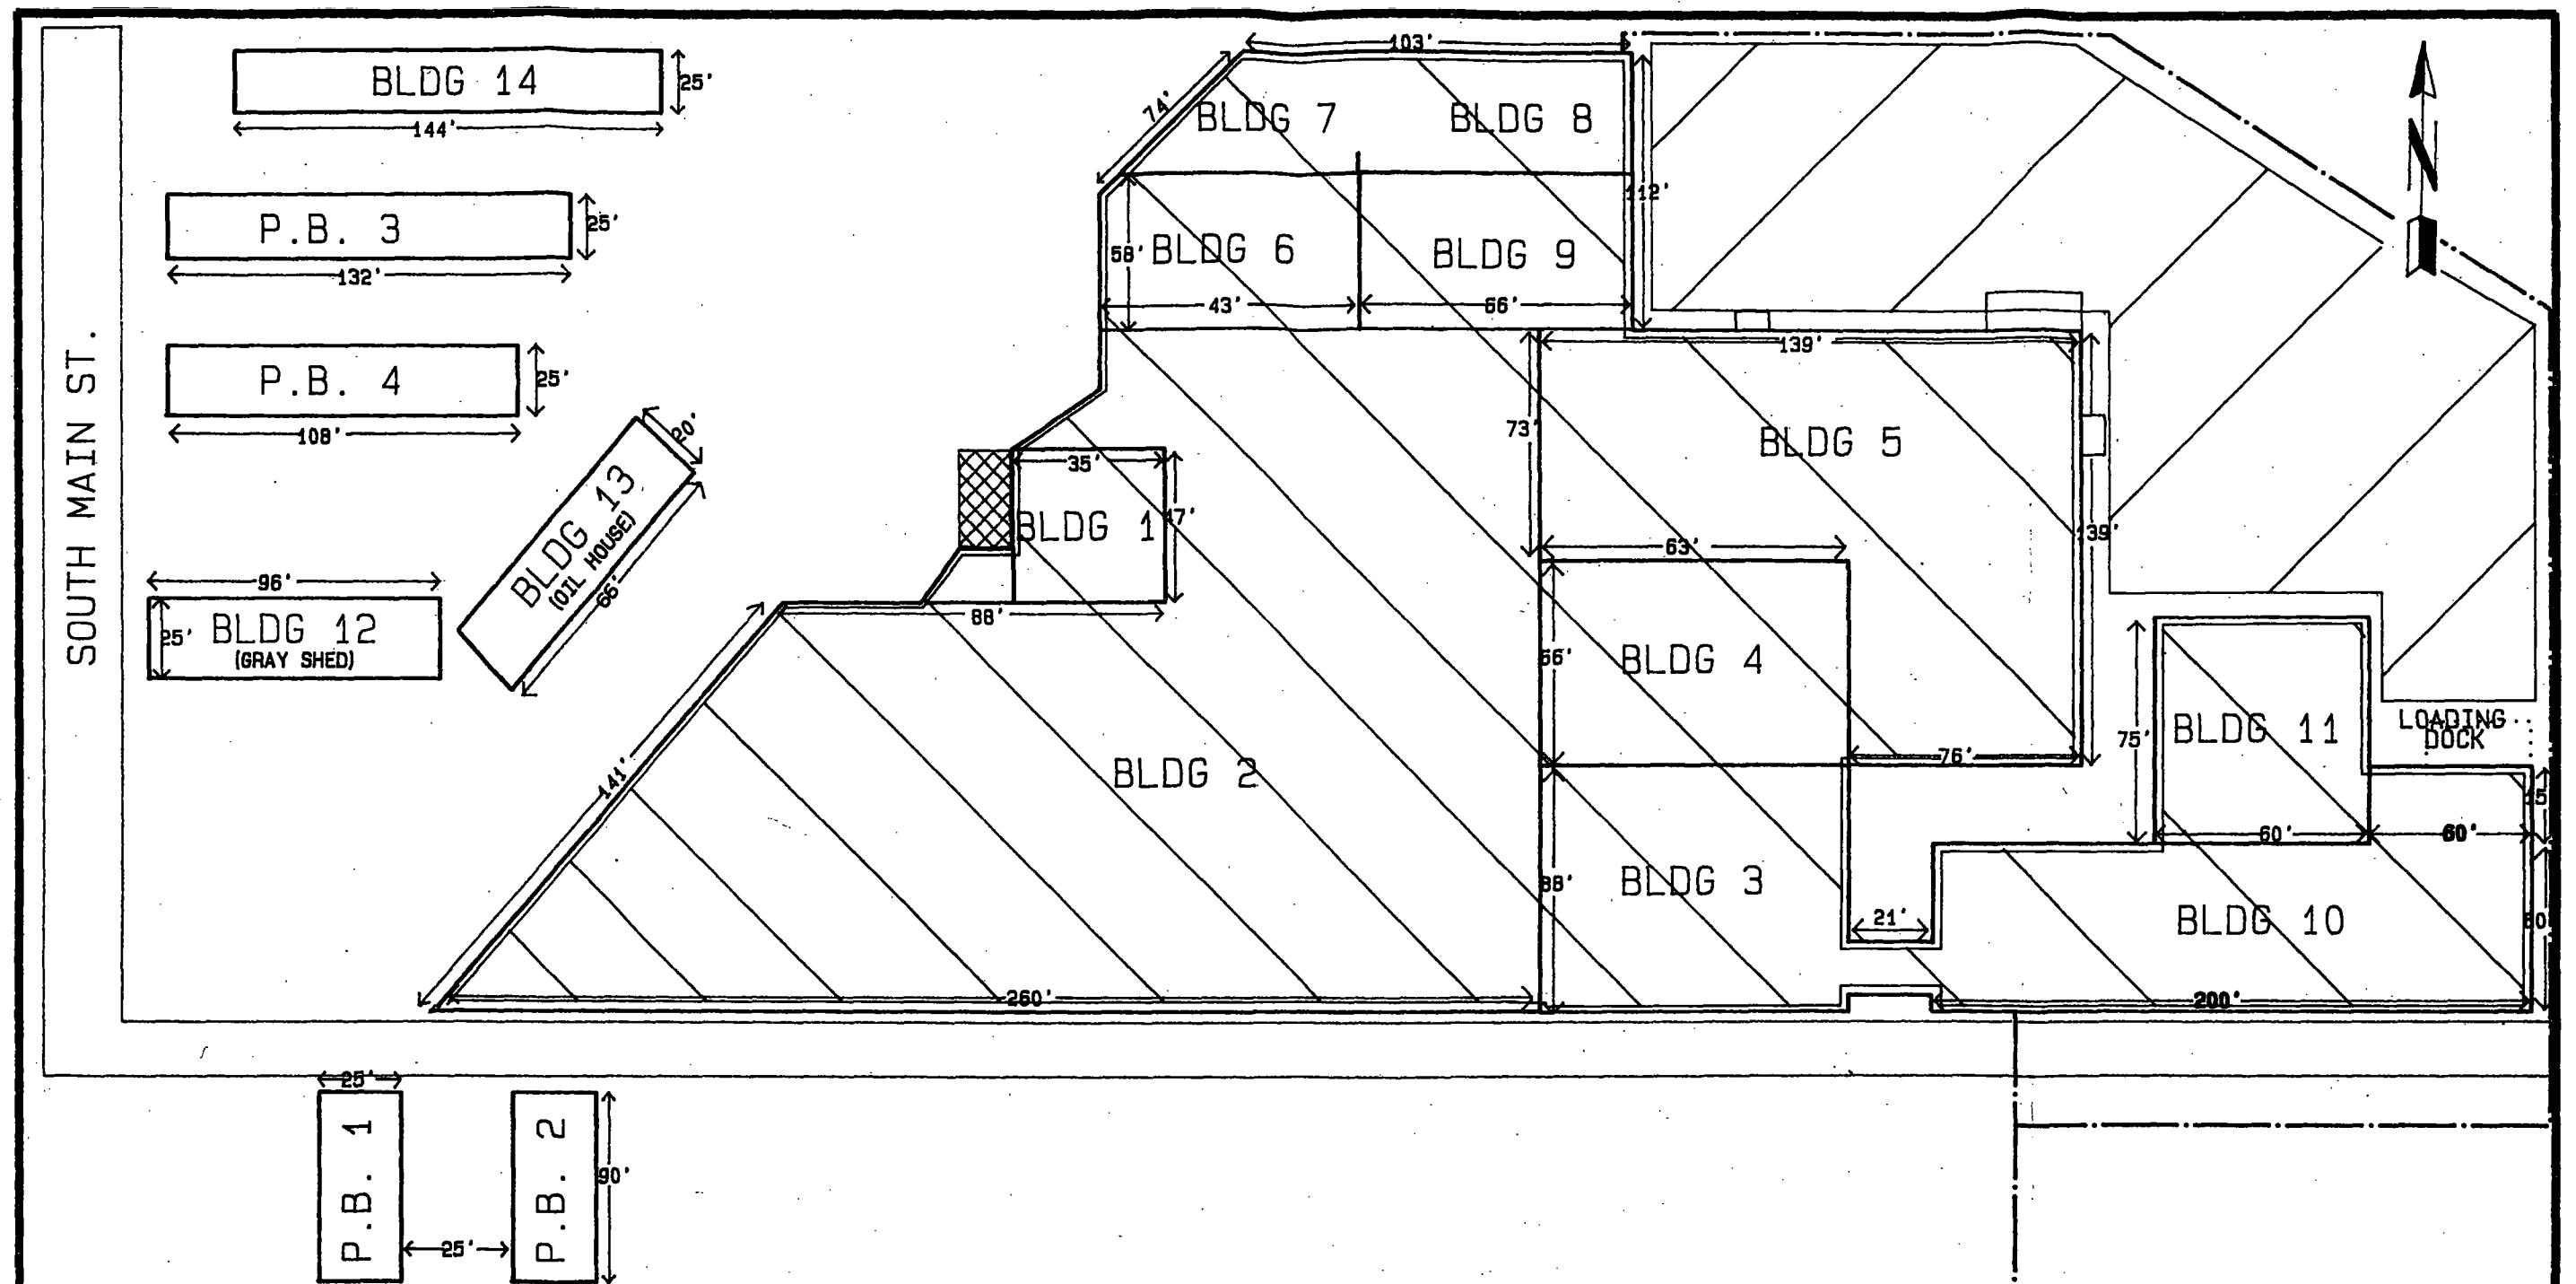 103'
BLDG 14
25'
144'
74'
BLDG 7
BLDG 8
N
P.B. 3
25'
132'
112'
58'
BLDG 6
BLDG 9
43'
66'
SOUTH MAIN ST.
P.B. 4
25'
108'
139'
20'
73'
BLDG 5
35'
BLDG 1
47'
BLDG 13
(OIL HOUSE)
66'
63'
139'
96'
25'
BLDG 12
(GRAY SHED)
88'
66'
BLDG 4
75'
BLDG 11
LOADING
DOCK
76'
141'
BLDG 2
60'
60'
88'
BLDG 3
21'
BLDG 10
260'
200'
25'
P.B. 1
25'
P.B. 2
90'